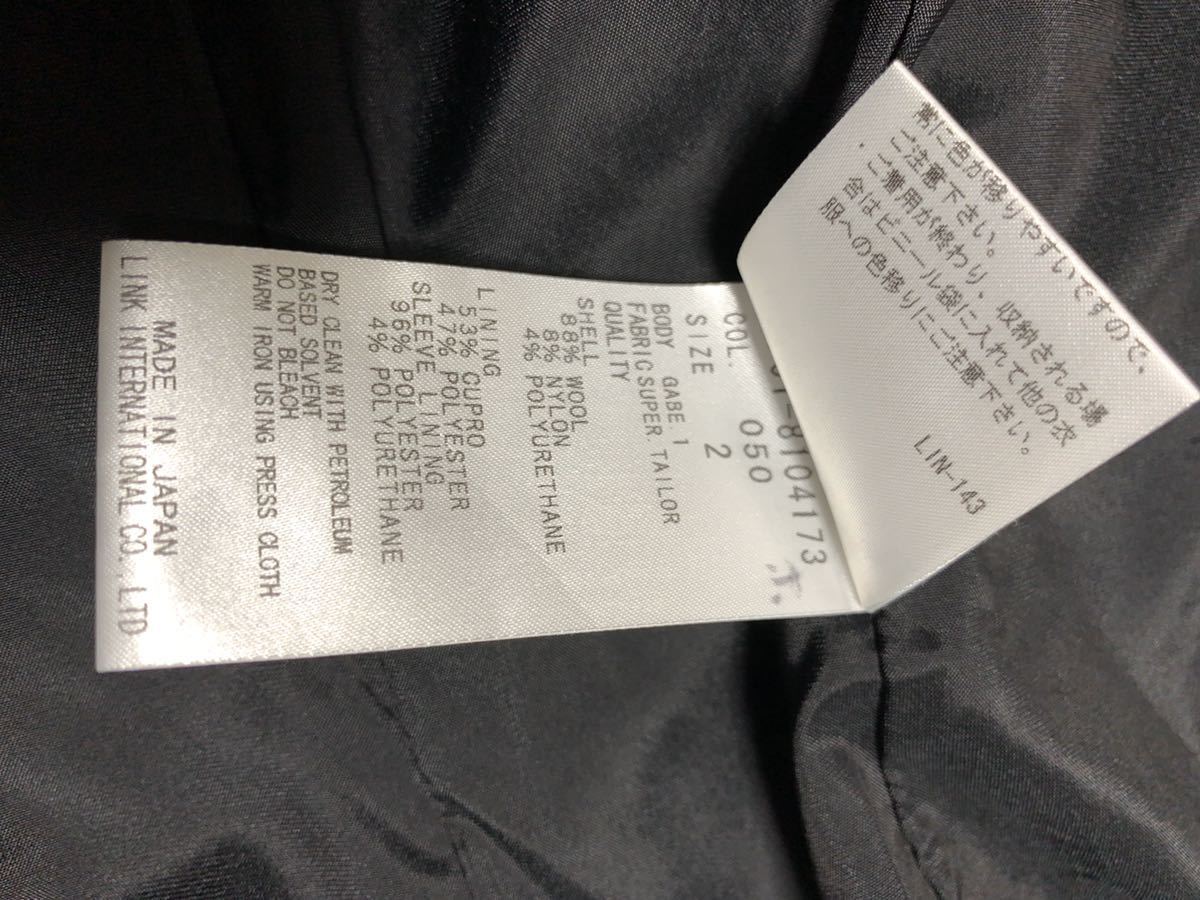 常に色が移りやすいですので、
ご注意下さい。
・ご着用が終わり、収納される場
合はビニール袋に入れて他の衣
服への色移りにご注意下さい。
LIN-143
1-8104173
COL. 050
SIZE 2
BODY GABE.1
FABRIC SUPER.TAILOR
QUALITY
SHELL
88% WOOL
8% NYLON
4% POLYURETHANE
LINING
53% CUPRO
47% POLYESTER
SLEEVE LINING
96% POLYESTER
4% POLYURETHANE
DRY CLEAN WITH PETROLEUM
BASED SOLVENT
DO NOT BLEACH
WARM IRON USING PRESS CLOTH
MADE IN JAPAN
LINK INTERNATIONAL CO.,LTD